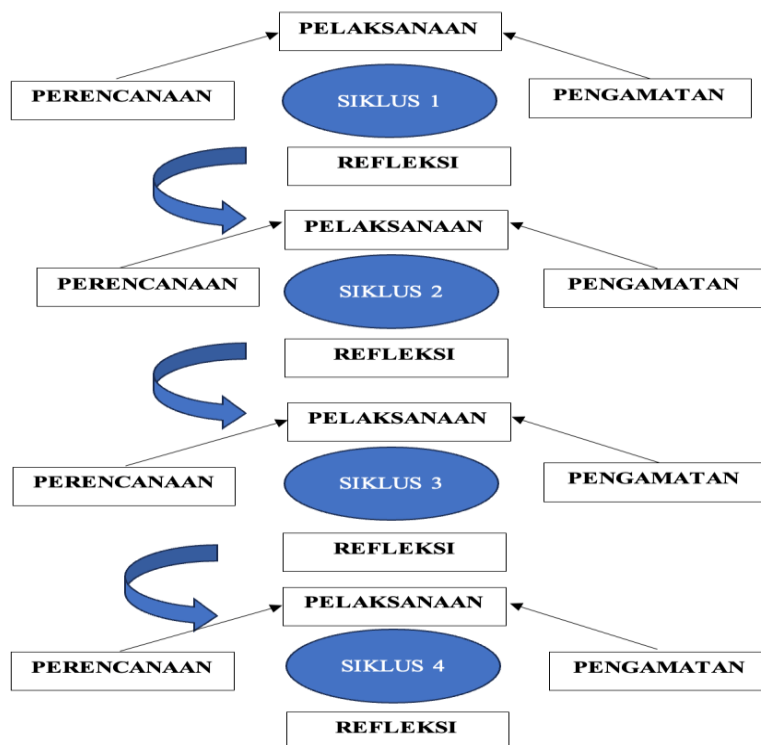 PELAKSANAAN
PERENCANAAN
SIKLUS 1
PENGAMATAN
REFLEKSI
PELAKSANAAN
PERENCANAAN
SIKLUS 2
PENGAMATAN
REFLEKSI
PELAKSANAAN
PERENCANAAN
SIKLUS 3
PENGAMATAN
REFLEKSI
PELAKSANAAN
PERENCANAAN
SIKLUS 4
PENGAMATAN
REFLEKSI